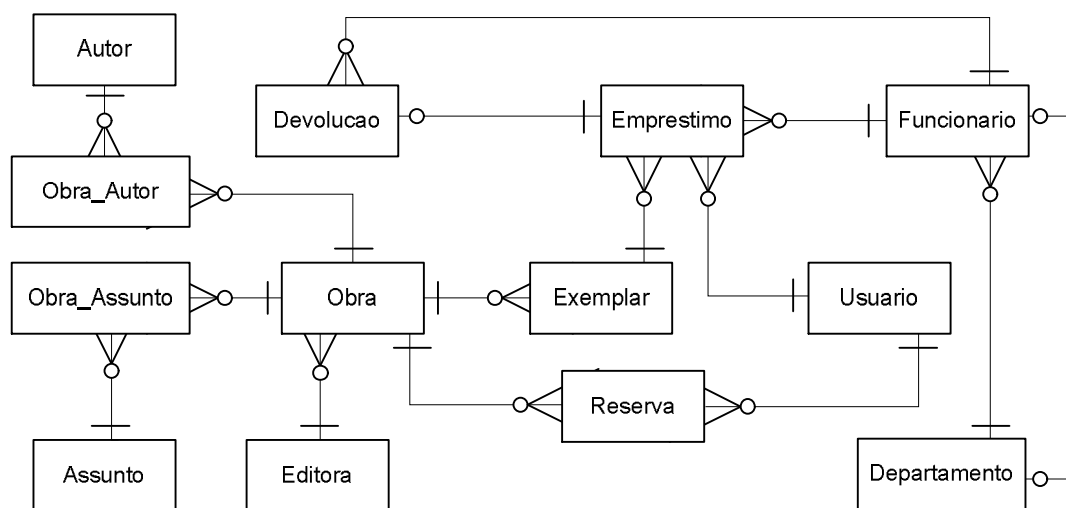 Autor
Devolucao
Emprestimo
Funcionario
Obra_Autor
Obra_Assunto
Obra
Exemplar
Usuario
Reserva
Assunto
Editora
Departamento